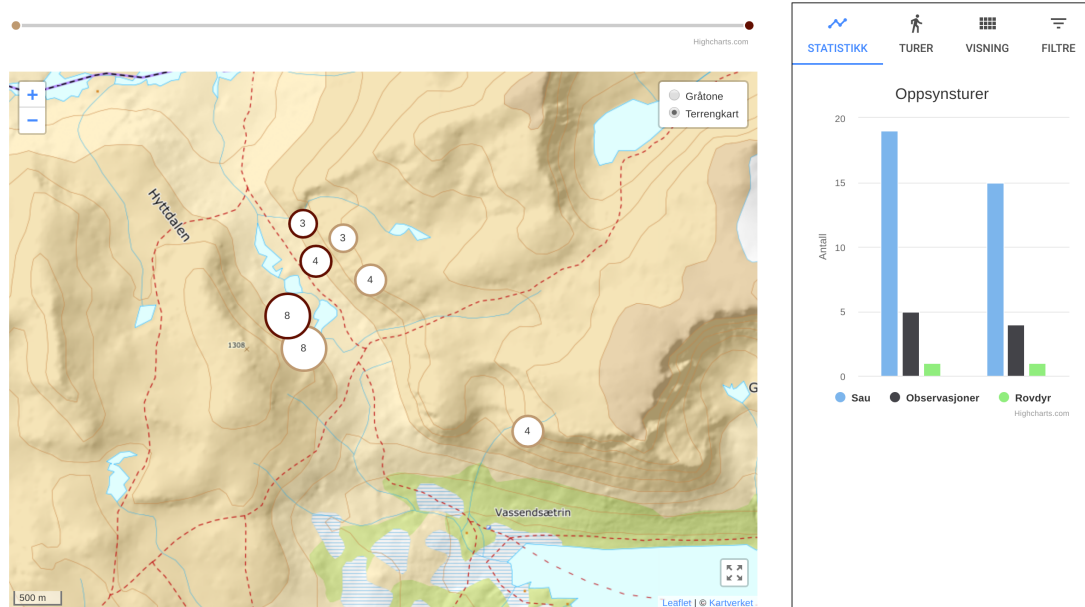 Highcharts.com
STATISTIKK TURER VISNING FILTRE
+
−
Gråtone
Terrengkart
Hyttdalen
3
3
4
4
8
8
1308
4
G
Vassendsætrin
500 m
Leaflet | © Kartverket
Oppsynsturer
Antall
20
15
10
5
0
Sau Observasjoner Rovdyr
Highcharts.com